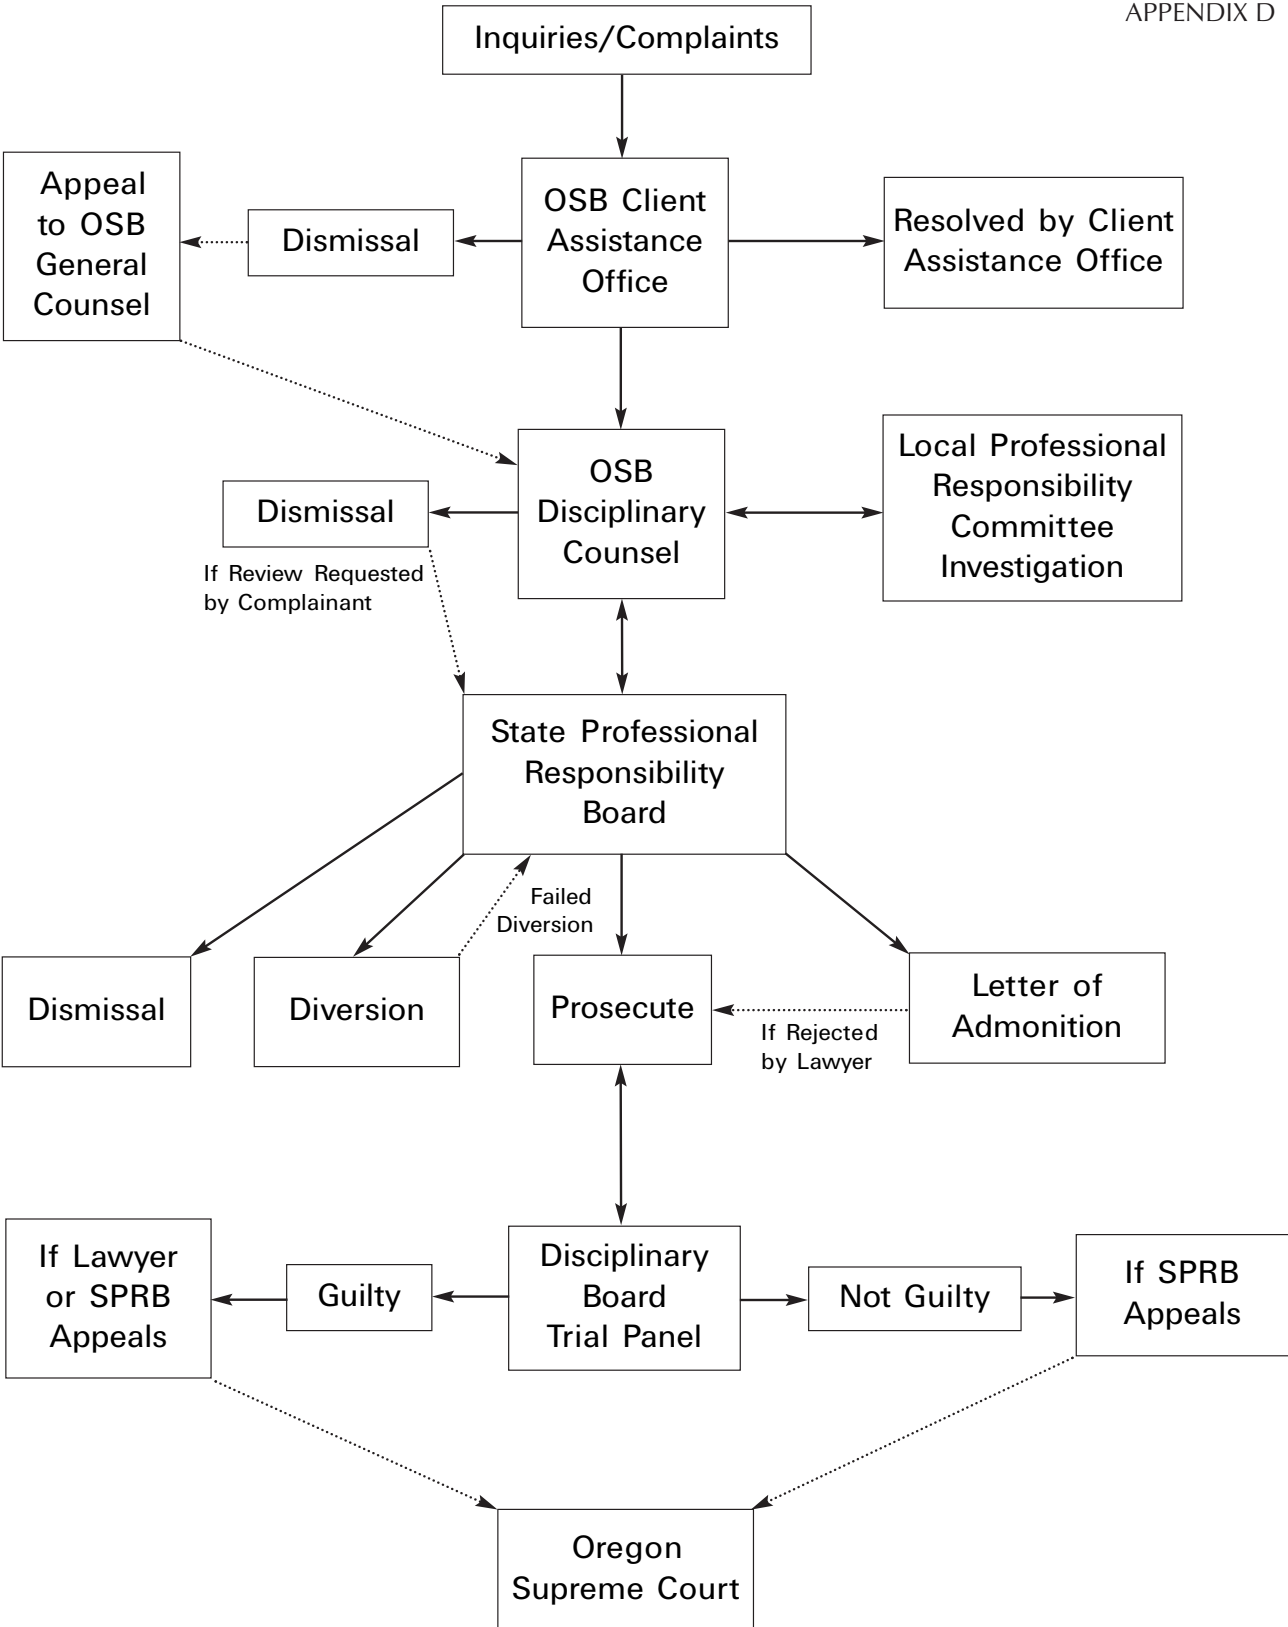 APPENDIX D
Inquiries/Complaints
Appeal
to OSB
General
Counsel
Dismissal
OSB Client
Assistance
Office
Resolved by Client
Assistance Office
Dismissal
If Review Requested
by Complainant
OSB
Disciplinary
Counsel
Local Professional
Responsibility
Committee
Investigation
State Professional
Responsibility
Board
Failed
Diversion
Dismissal
Diversion
Prosecute
If Rejected
by Lawyer
Letter of
Admonition
If Lawyer
or SPRB
Appeals
Guilty
Disciplinary
Board
Trial Panel
Not Guilty
If SPRB
Appeals
Oregon
Supreme Court